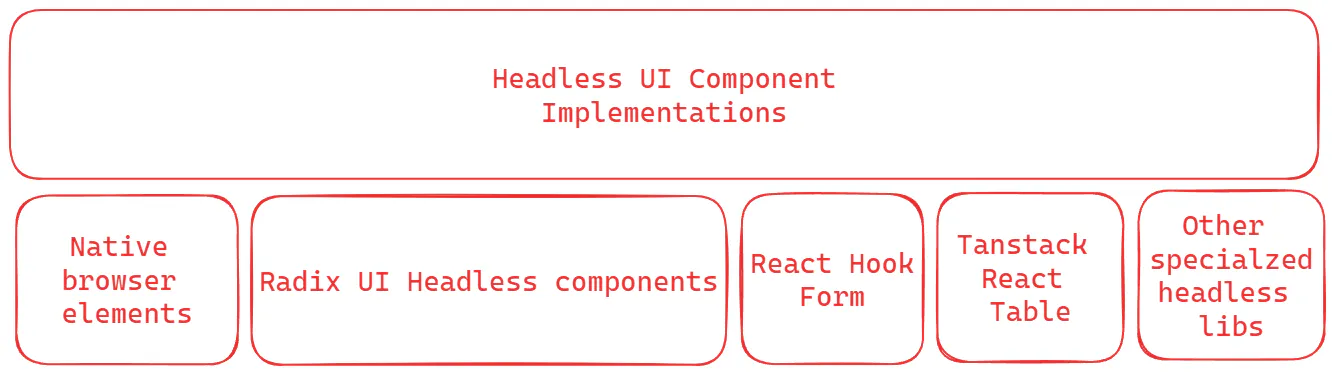 Headless UI Component
Implementations
Native
browser
elements
Radix UI Headless components
React Hook
Form
Tanstack
React
Table
Other
specialzed
headless
libs